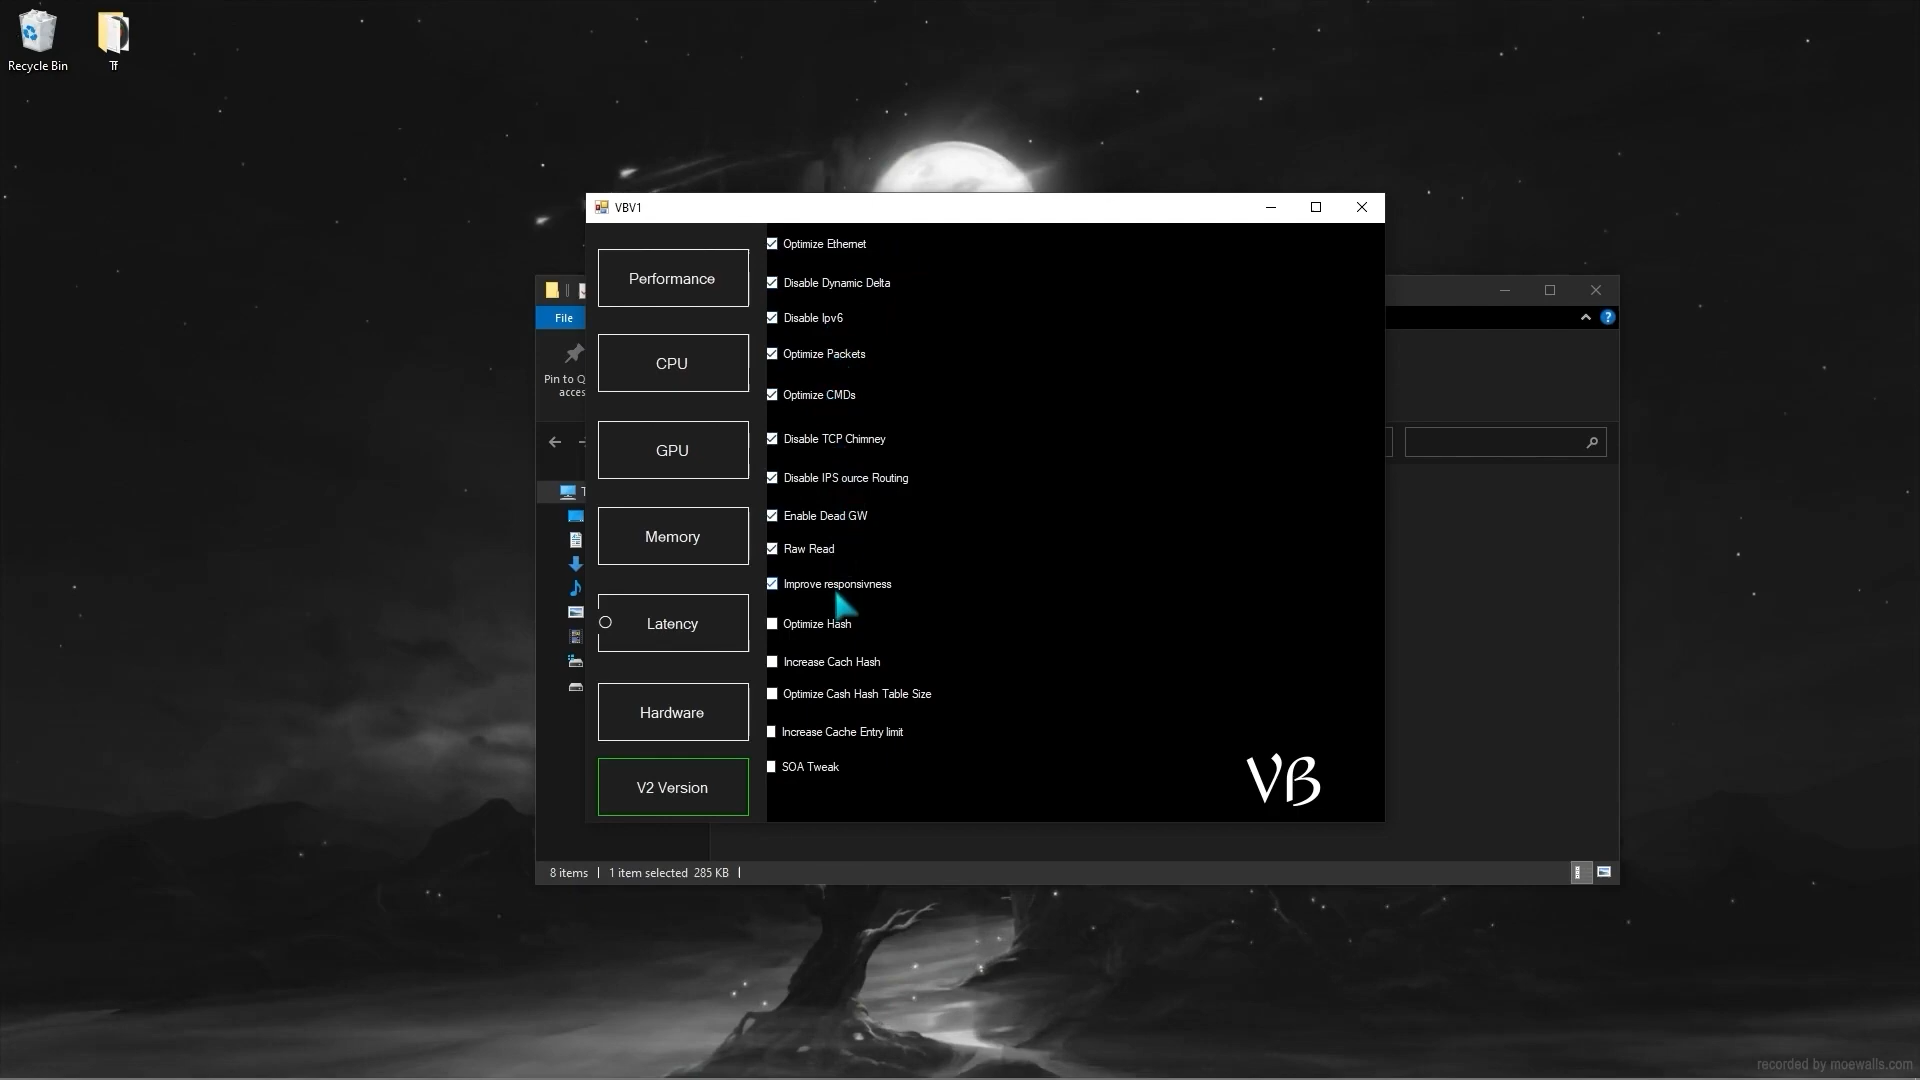 Recycle Bin
Tf
VBV1
Performance
CPU
GPU
Memory
Latency
Hardware
V2 Version
Optimize Ethernet
Disable Dynamic Delta
Disable Ipv6
Optimize Packets
Optimize CMDs
Disable TCP Chimney
Disable IPS ource Routing
Enable Dead GW
Raw Read
Improve responsivness
Optimize Hash
Increase Cach Hash
Optimize Cash Hash Table Size
Increase Cache Entry limit
SOA Tweak
VB
File
Pin to Q
acces
T
8 items
1 item selected 285 KB
recorded by moewalls.com